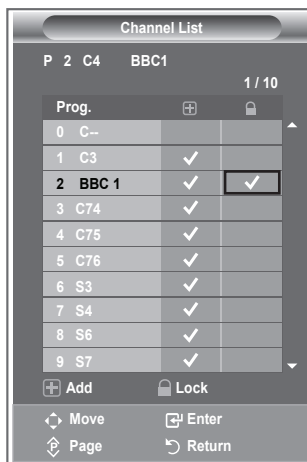 Channel List
P 2 C4 BBC1
1 / 10
Prog.
0 C--
1 C3
2 BBC 1
3 C74
4 C75
5 C76
6 S3
7 S4
8 S6
9 S7
Add Lock
Move Enter
P Page Return